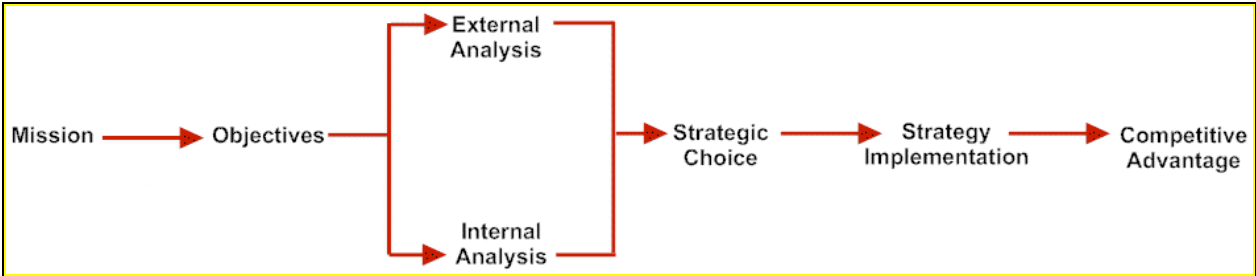 Mission
Objectives
External
Analysis
Internal
Analysis
Strategic
Choice
Strategy
Implementation
Competitive
Advantage